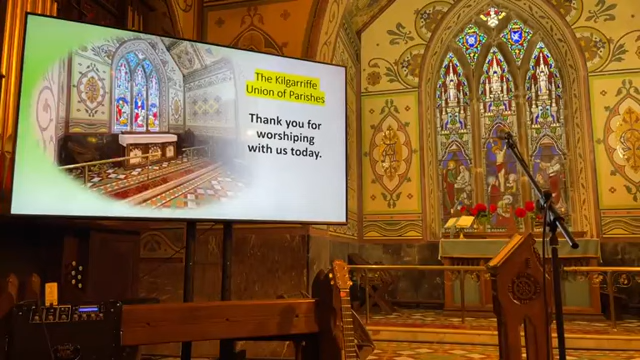 The Kilgarriffe
Union of Parishes
Thank you for
worshiping
with us today.